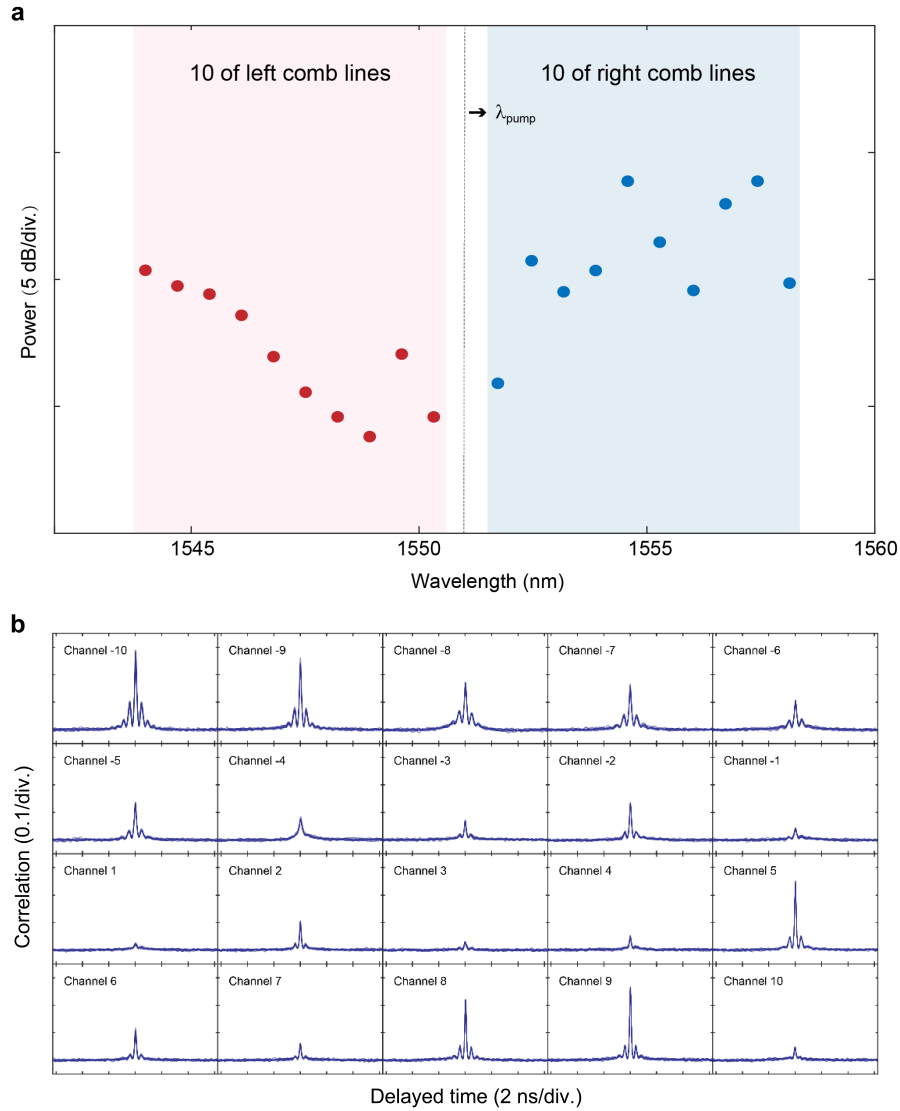 a
10 of left comb lines
10 of right comb lines
➔ λpump
Power (5 dB/div.)
1545
1550
1555
1560
Wavelength (nm)
b
Channel -10
Channel -9
Channel -8
Channel -7
Channel -6
Channel -5
Channel -4
Channel -3
Channel -2
Channel -1
Channel 1
Channel 2
Channel 3
Channel 4
Channel 5
Channel 6
Channel 7
Channel 8
Channel 9
Channel 10
Correlation (0.1/div.)
Delayed time (2 ns/div.)